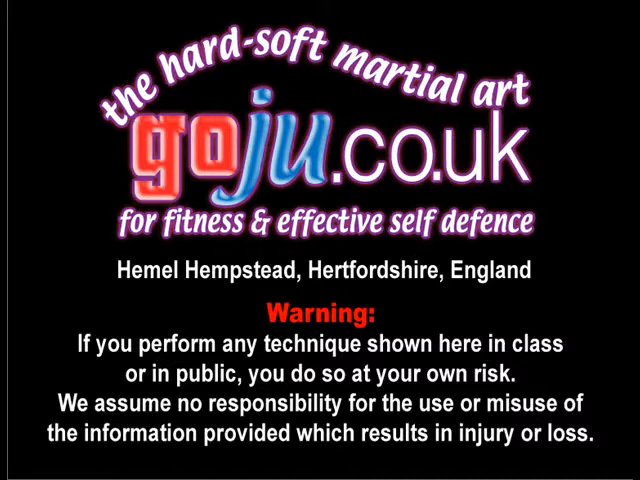 the hard-soft martial art
goju.co.uk
for fitness & effective self defence
Hemel Hempstead, Hertfordshire, England
Warning:
If you perform any technique shown here in class
or in public, you do so at your own risk.
We assume no responsibility for the use or misuse of
the information provided which results in injury or loss.